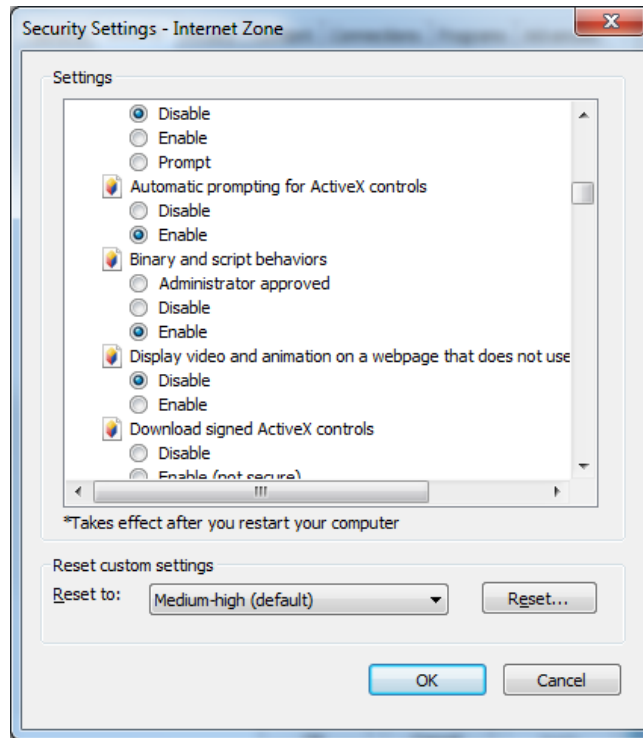 Security Settings - Internet Zone
Settings
Disable
Enable
Prompt
Automatic prompting for ActiveX controls
Disable
Enable
Binary and script behaviors
Administrator approved
Disable
Enable
Display video and animation on a webpage that does not use
Disable
Enable
Download signed ActiveX controls
Disable
Enable (not secure)
*Takes effect after you restart your computer
Reset custom settings
Reset to:
Medium-high (default)
Reset...
OK
Cancel